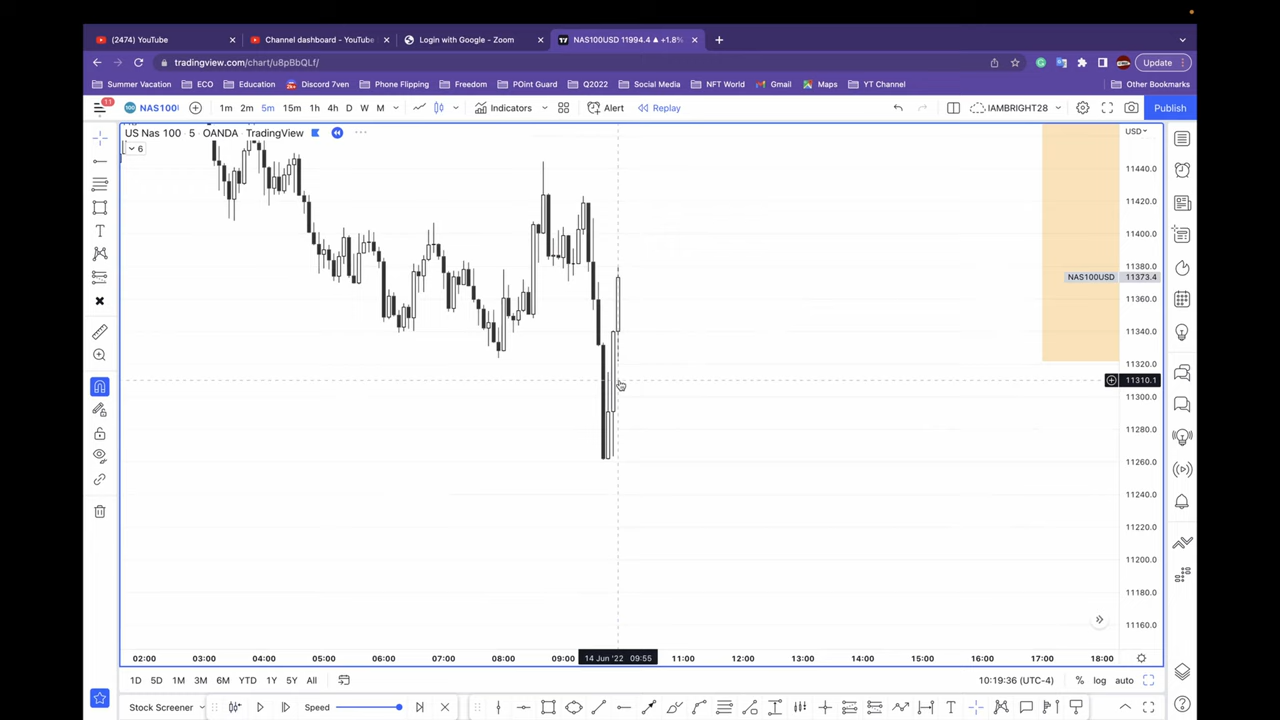 (2474) YouTube
Channel dashboard - YouTube
Login with Google - Zoom
NAS100USD 11994.4 ▲ +1.8%
tradingview.com/chart/u8pBbQLf/
Update
Summer Vacation
ECO
Education
Discord 7ven
Phone Flipping
Freedom
POint Guard
Q2022
Social Media
NFT World
Gmail
Maps
YT Channel
Other Bookmarks
11
100
NAS100
1m 2m 5m 15m 1h 4h D W M
Indicators
Alert
Replay
IAMBRIGHT28
Publish
US Nas 100 · 5 · OANDA · TradingView
6
USD
11440.0
11420.0
11400.0
11380.0
NAS100USD 11373.4
11360.0
11340.0
11320.0
11310.1
11300.0
11280.0
11260.0
11240.0
11220.0
11200.0
11180.0
11160.0
02:00 03:00 04:00 05:00 06:00 07:00 08:00 09:00 14 Jun '22 09:55 11:00 12:00 13:00 14:00 15:00 16:00 17:00 18:00
1D 5D 1M 3M 6M YTD 1Y 5Y All
10:19:36 (UTC-4)
% log auto
Stock Screener
Speed